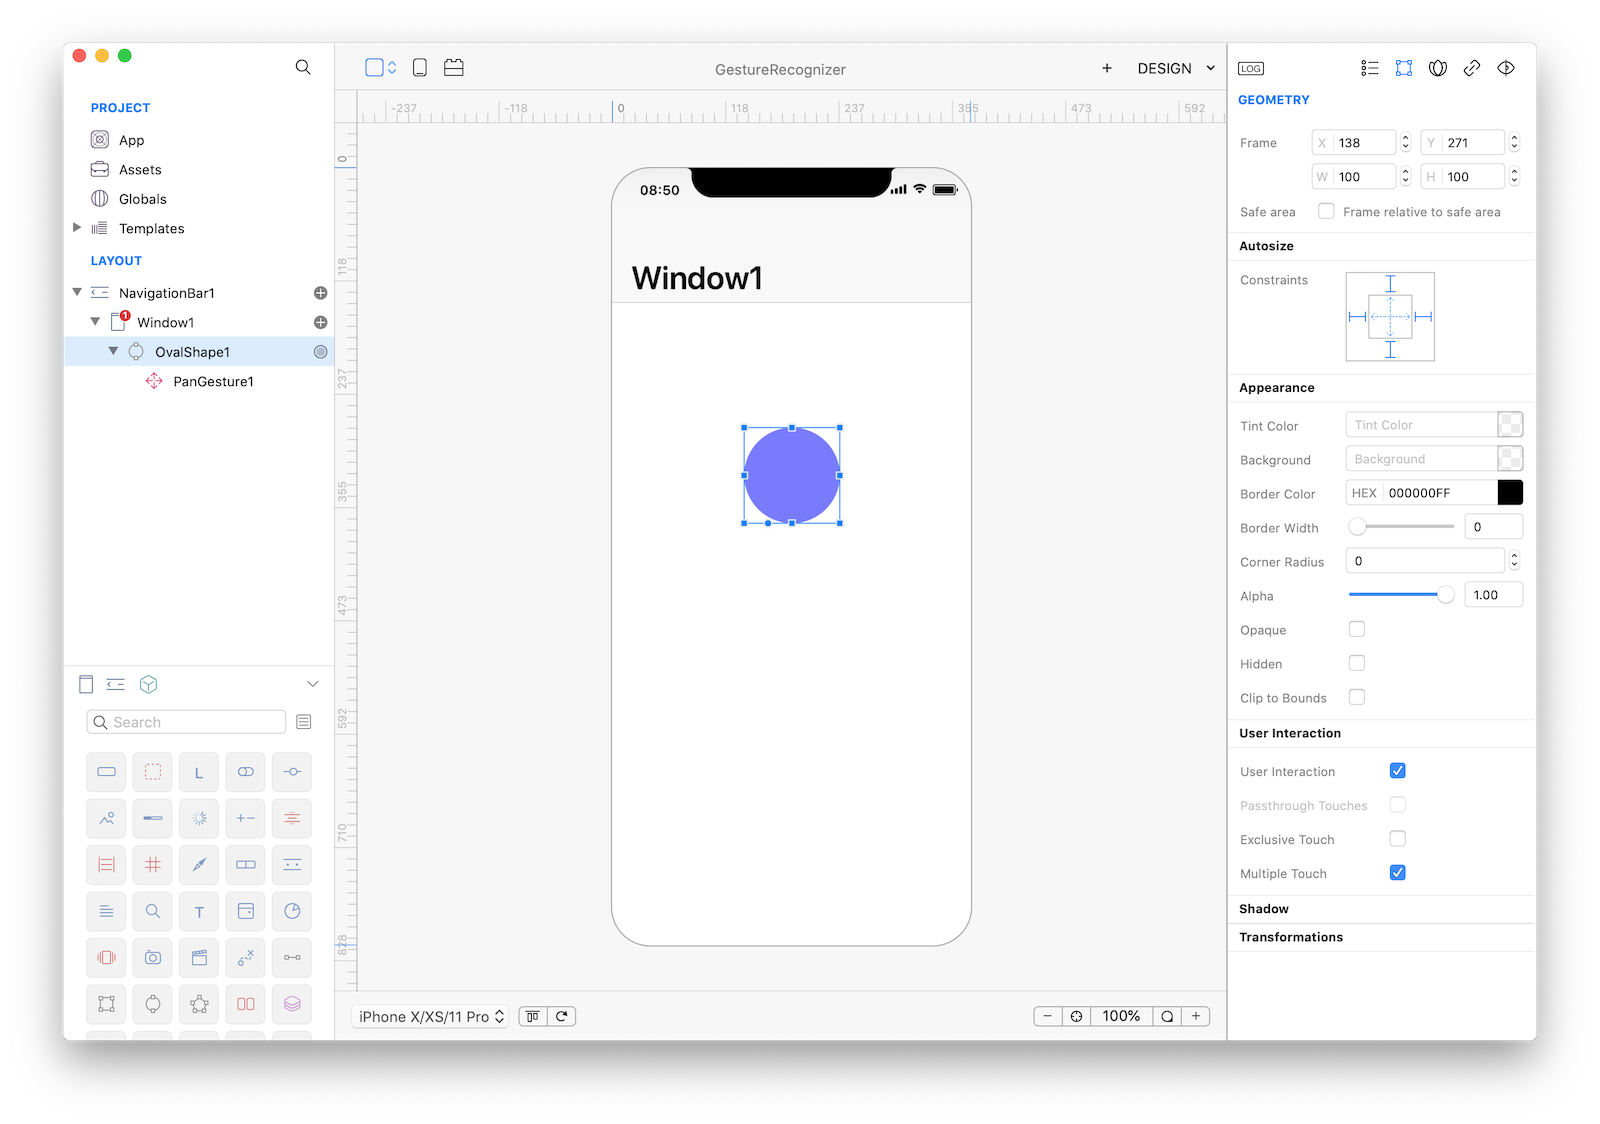 PROJECT
App
Assets
Globals
Templates
LAYOUT
NavigationBar1
1
Window1
OvalShape1
PanGesture1
Search
L
T
GestureRecognizer
+ DESIGN
-237 -118 0 118 237 355 473 592
0
118
237
355
473
592
710
828
08:50
Window1
iPhone X/XS/11 Pro
− 100% +
LOG
GEOMETRY
Frame X 138 Y 271
W 100 H 100
Safe area Frame relative to safe area
Autosize
Constraints
Appearance
Tint Color Tint Color
Background Background
Border Color HEX 000000FF
Border Width 0
Corner Radius 0
Alpha 1.00
Opaque
Hidden
Clip to Bounds
User Interaction
User Interaction
Passthrough Touches
Exclusive Touch
Multiple Touch
Shadow
Transformations